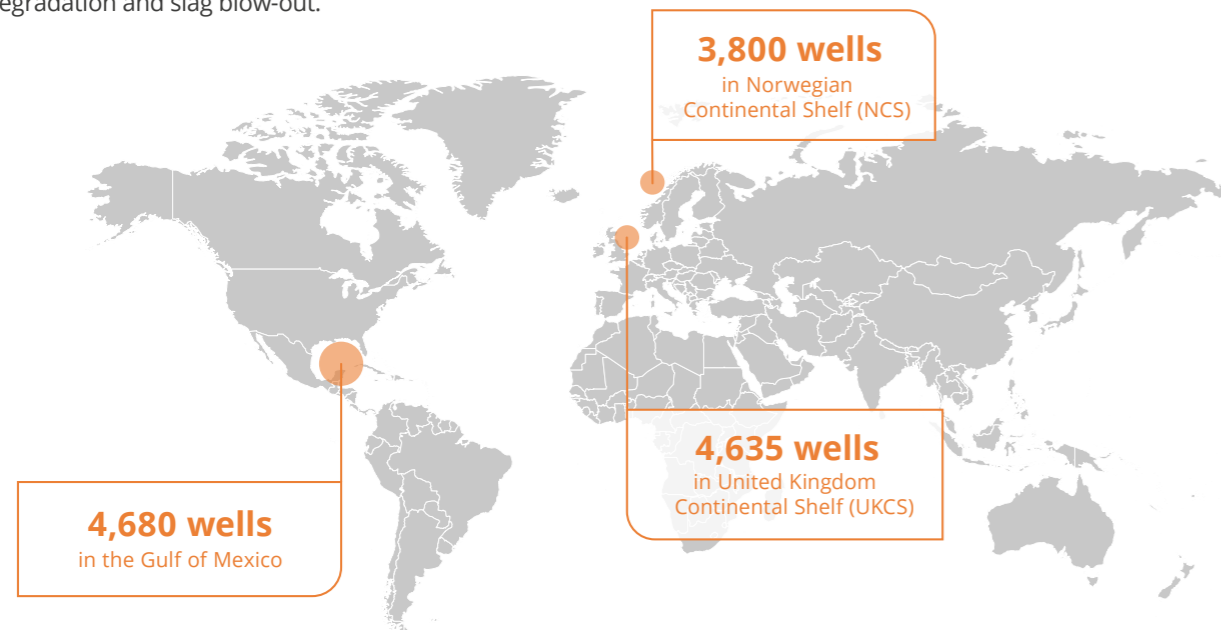 egradation and slag blow-out.
3,800 wells
in Norwegian
Continental Shelf (NCS)
4,635 wells
in United Kingdom
Continental Shelf (UKCS)
4,680 wells
in the Gulf of Mexico